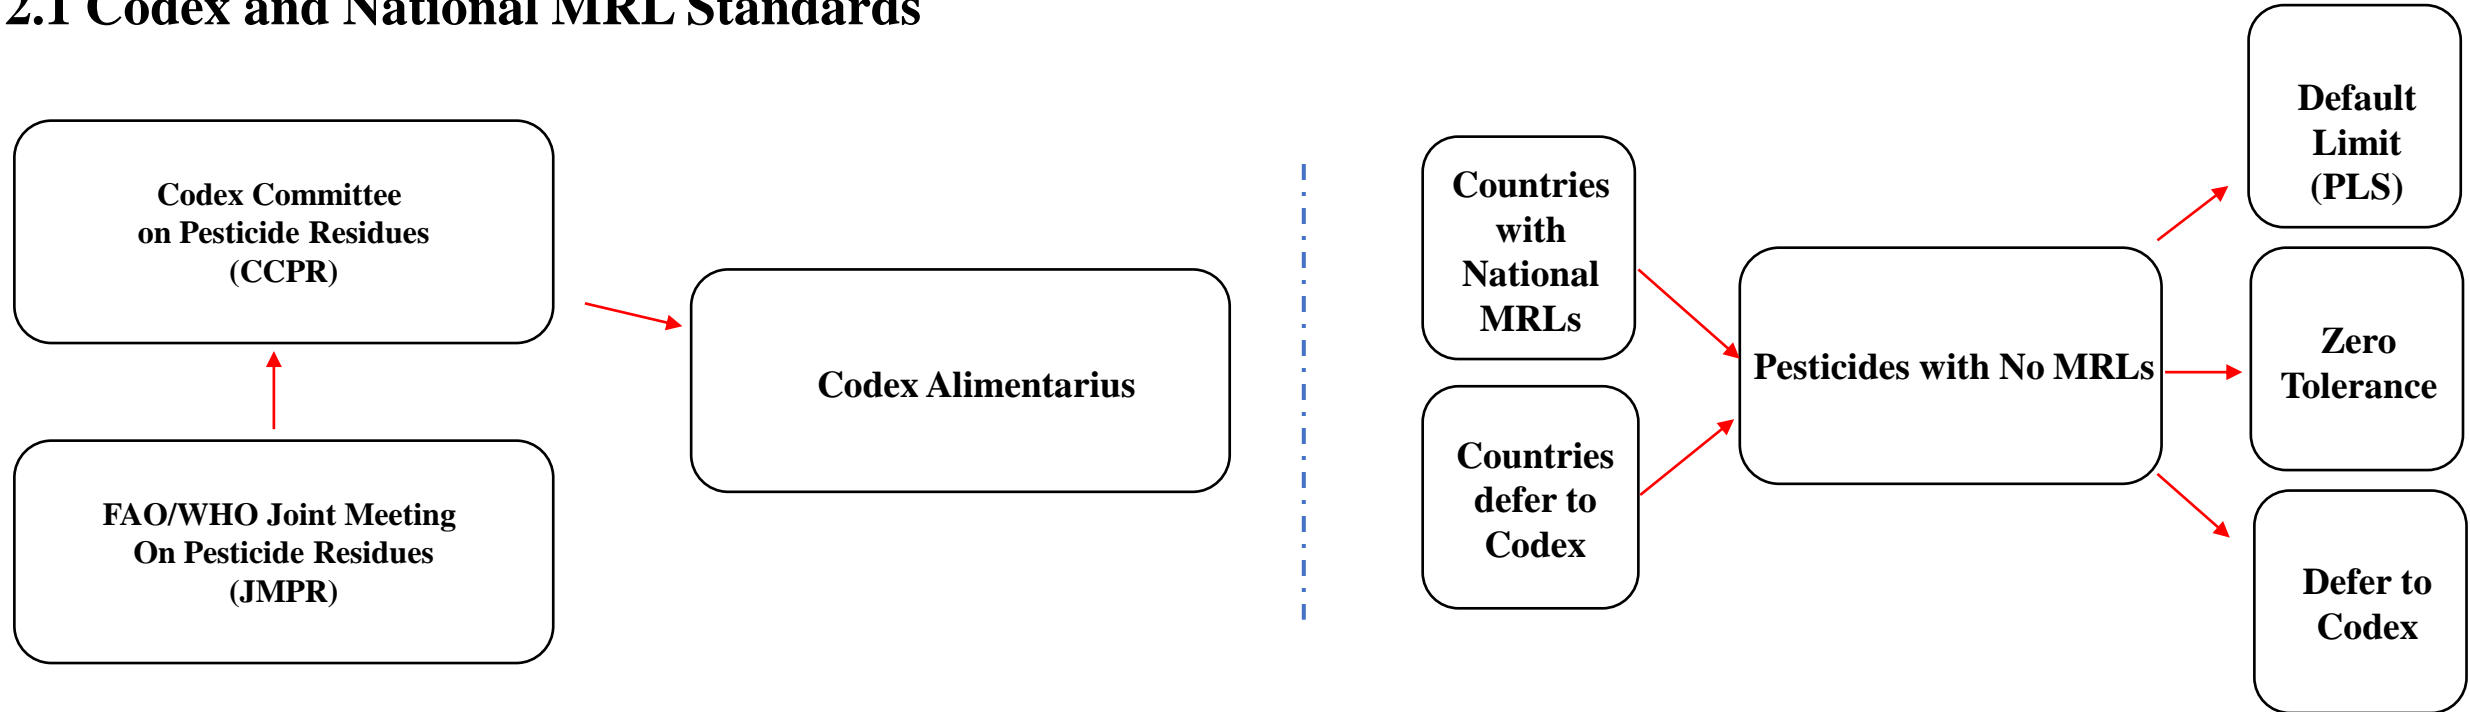 2.1 Codex and National MRL Standards
Codex Committee
on Pesticide Residues
(CCPR)
FAO/WHO Joint Meeting
On Pesticide Residues
(JMPR)
Codex Alimentarius
Countries
with
National
MRLs
Countries
defer to
Codex
Pesticides with No MRLs
Default
Limit
(PLS)
Zero
Tolerance
Defer to
Codex